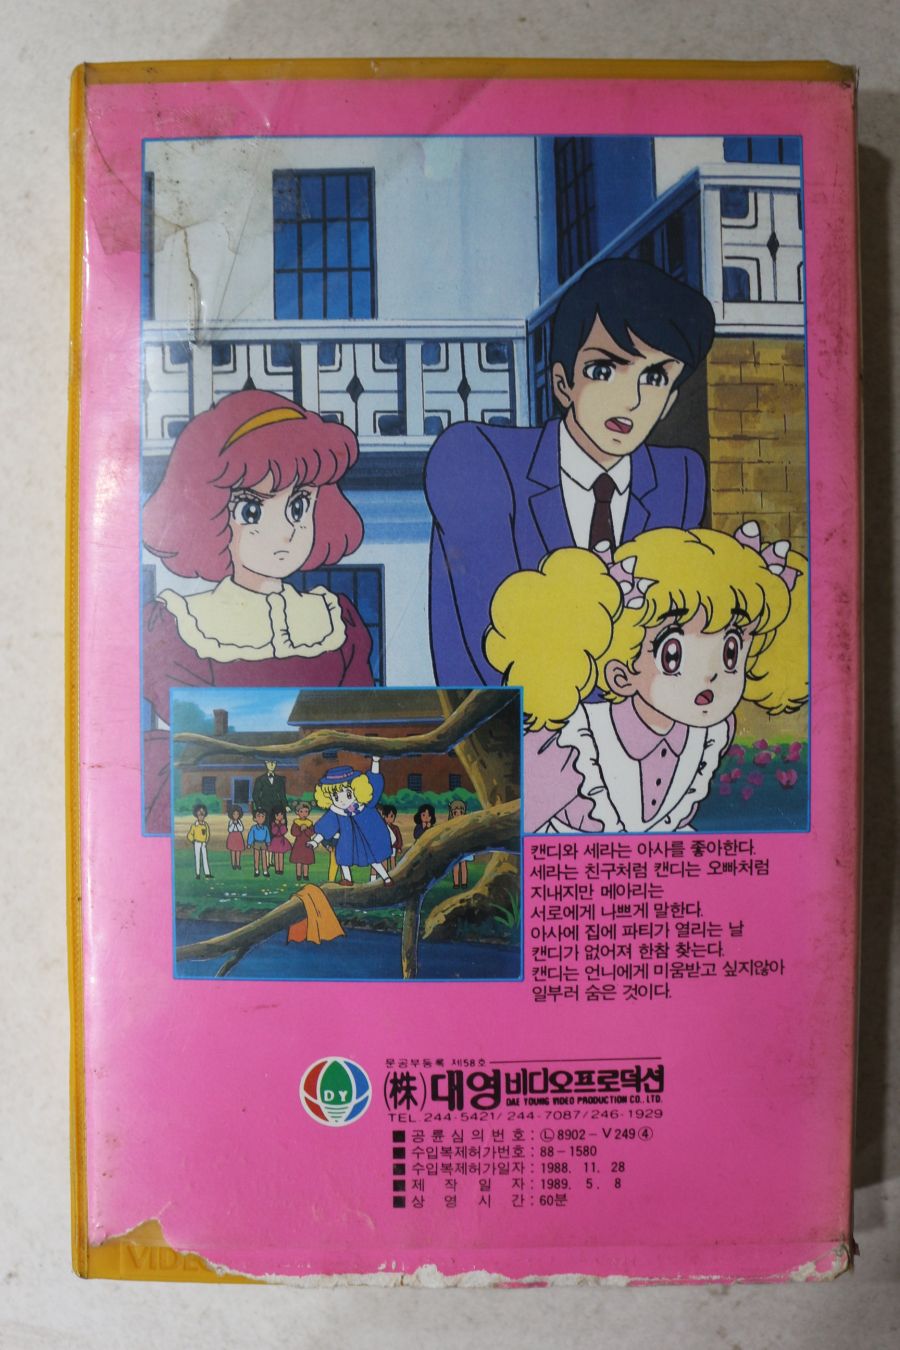 캔디와 세라는 아사를 좋아한다.
세라는 친구처럼 캔디는 오빠처럼
지내지만 메아리는
서로에게 나쁘게 말한다.
아사에 집에 파티가 열리는 날
캔디가 없어져 한참 찾는다.
캔디는 언니에게 미움받고 싶지않아
일부러 숨은 것이다.
문공부등록 제58호
DY
(株)대영비디오프로덕션
DAE YOUNG VIDEO PRODUCTION CO., LTD.
TEL. 244-5421/244-7087/246-1929
■ 공륜심의번호: Ⓛ8902-V249④
■ 수입복제허가번호: 88-1580
■ 수입복제허가일자: 1988. 11. 28
■ 제작일자: 1989. 5. 8
■ 상영시간: 60분
VIDEO